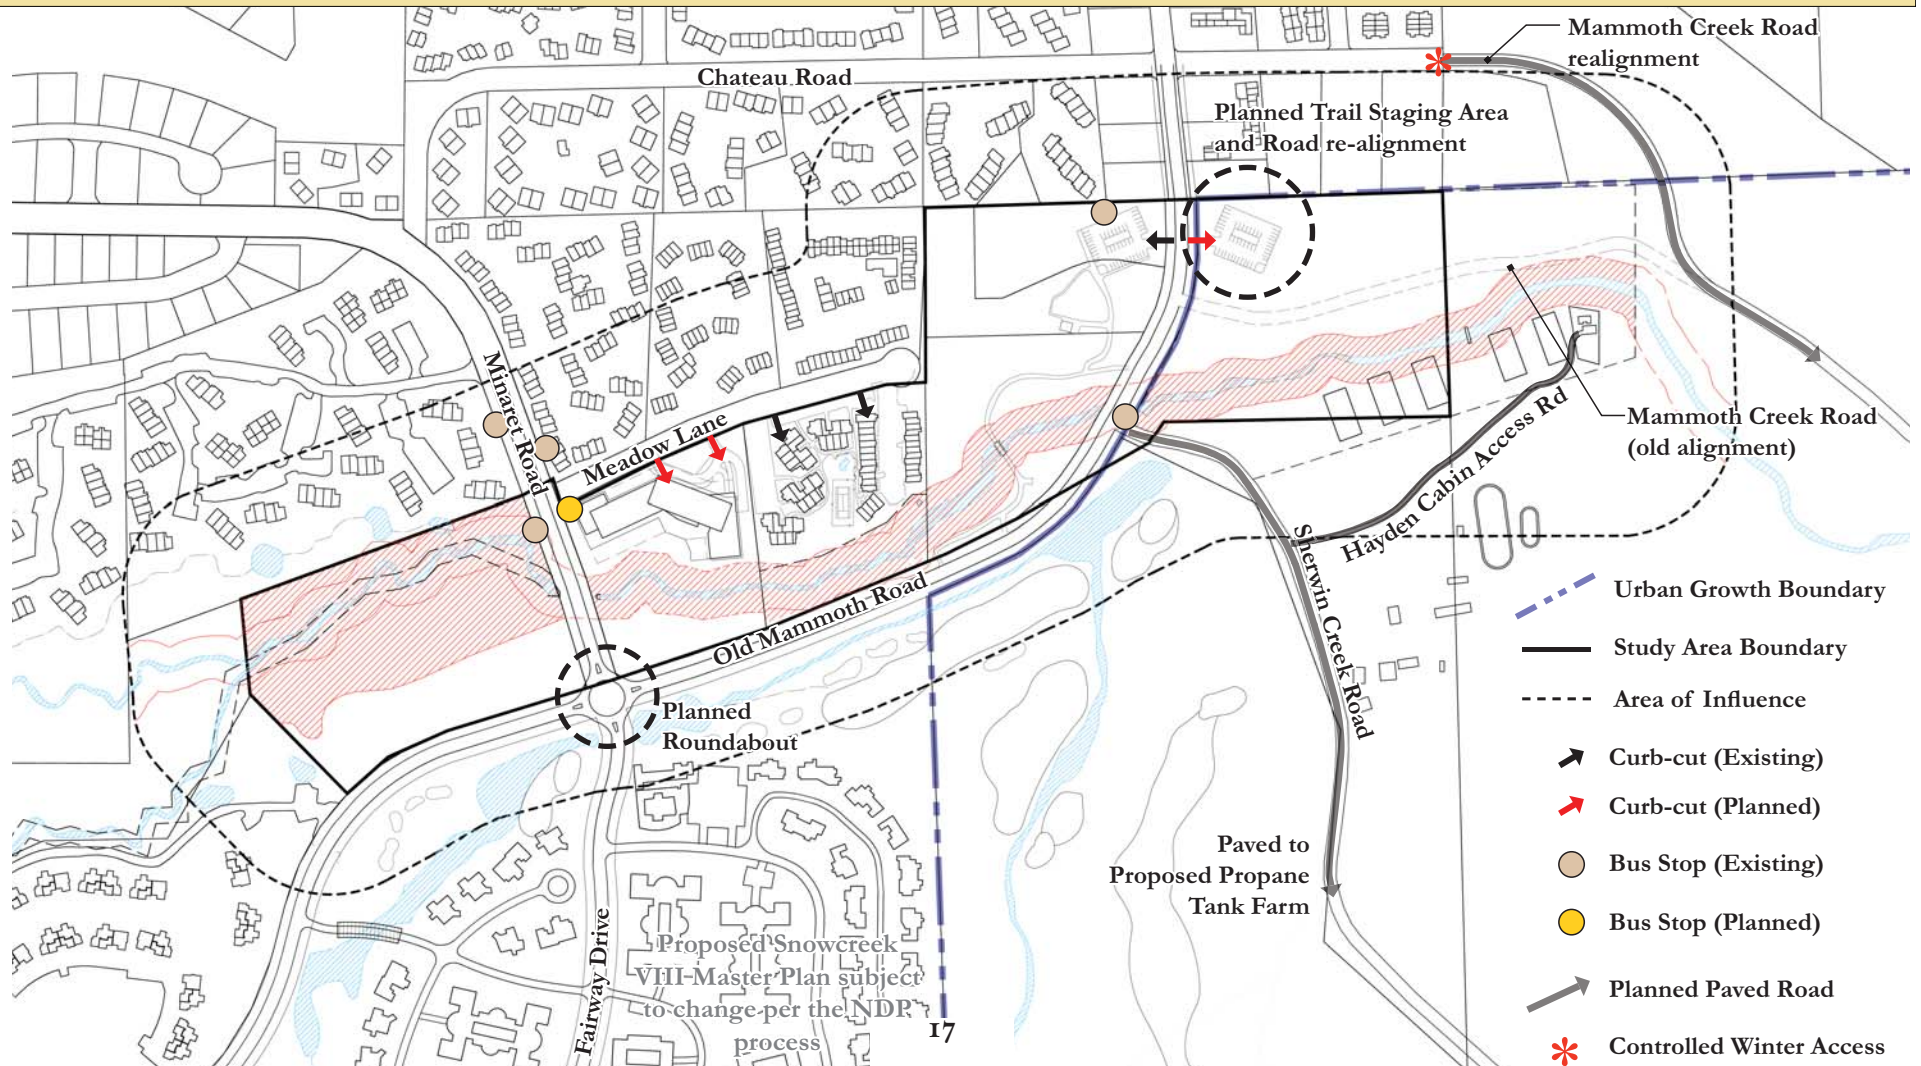 Mammoth Creek Road
realignment
Chateau Road
Planned Trail Staging Area
and Road re-alignment
Minaret Road
Meadow Lane
Mammoth Creek Road
(old alignment)
Hayden Cabin Access Rd
Sherwin Creek Road
Old Mammoth Road
Planned
Roundabout
Urban Growth Boundary
Study Area Boundary
Area of Influence
Curb-cut (Existing)
Curb-cut (Planned)
Bus Stop (Existing)
Bus Stop (Planned)
Planned Paved Road
Controlled Winter Access
Paved to
Proposed Propane
Tank Farm
Fairway Drive
Proposed Snowcreek
VIII-Master Plan subject
to change per the NDP
process
17